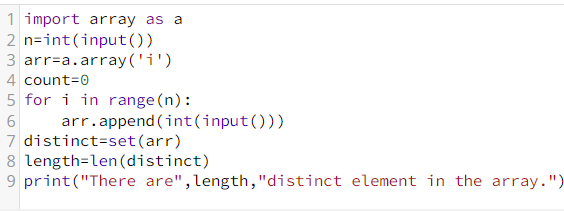 1 import array as a
2 n=int(input())
3 arr=a.array('i')
4 count=0
5 for i in range(n):
6     arr.append(int(input()))
7 distinct=set(arr)
8 length=len(distinct)
9 print("There are",length,"distinct element in the array.")